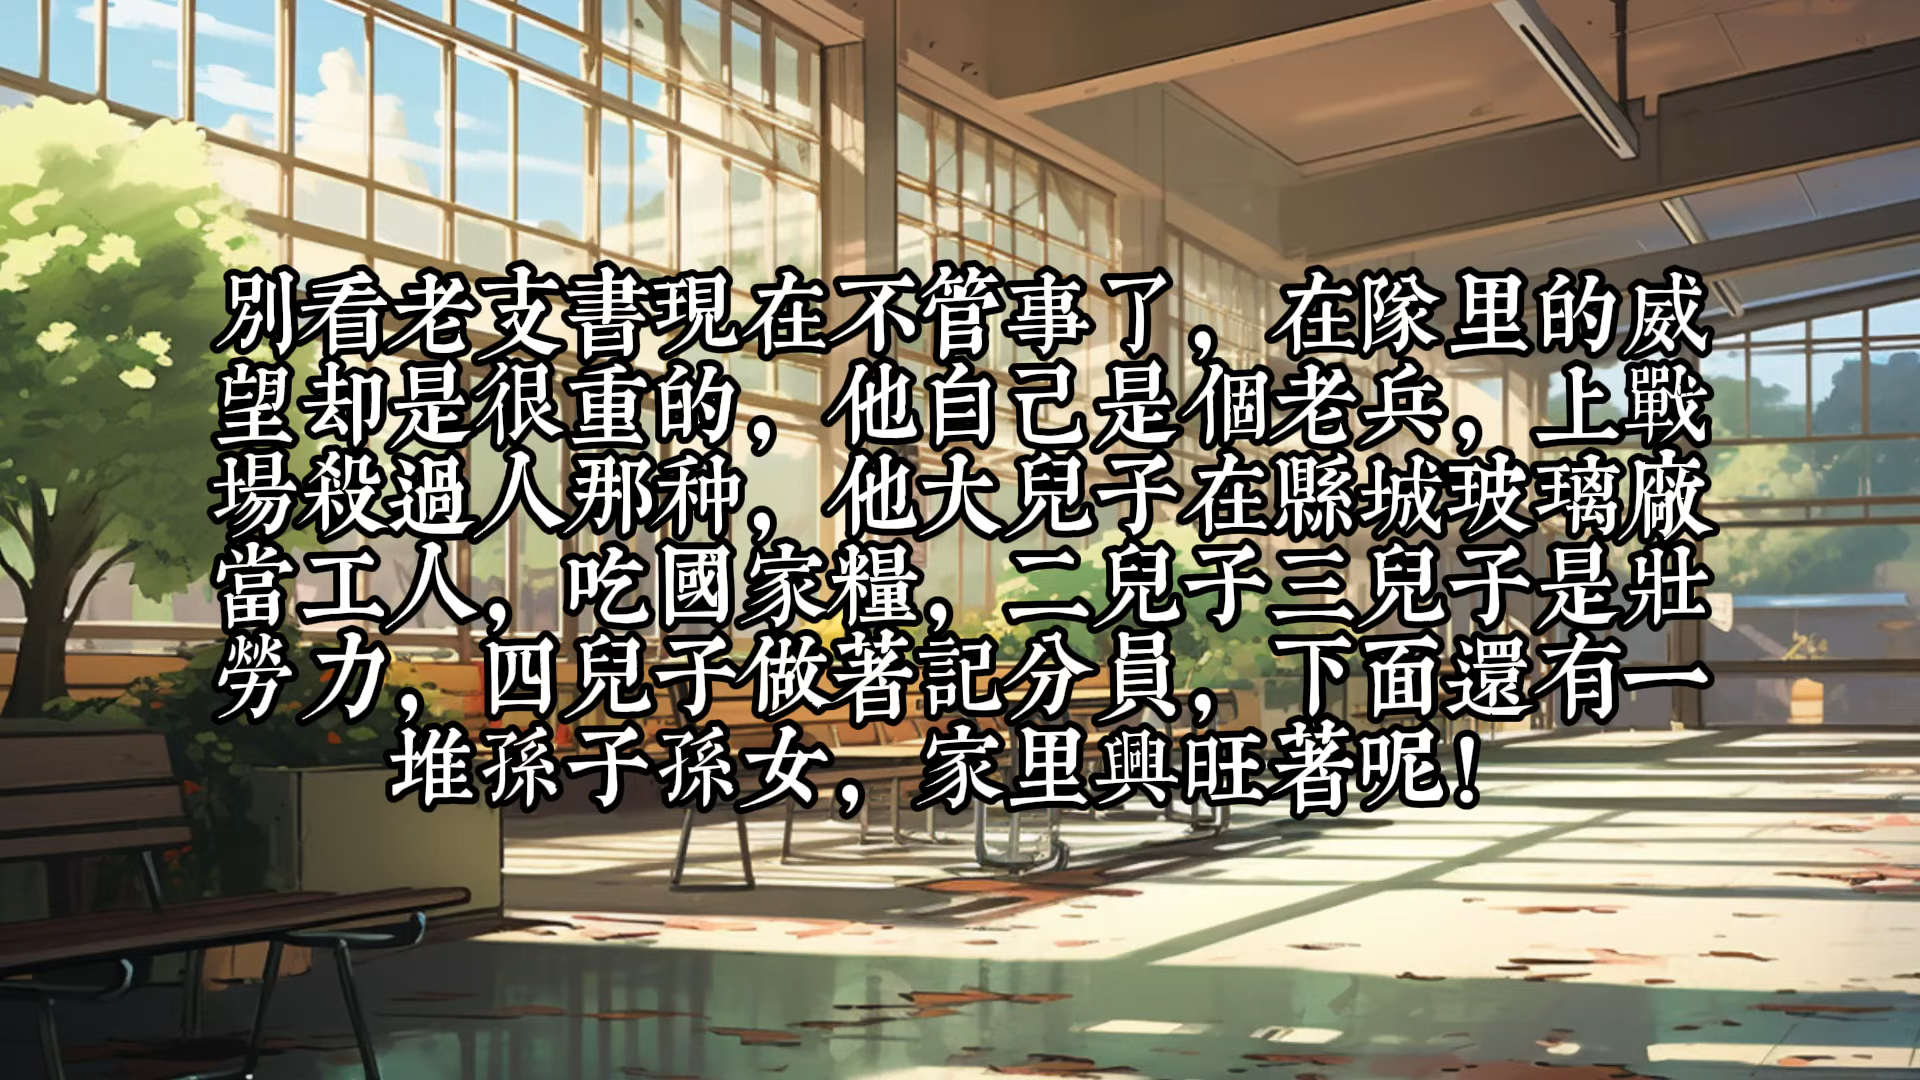 別看老支書現在不管事了，在隊里的威
望却是很重的，他自己是個老兵，上戰
場殺過人那种，他大兒子在縣城玻璃廠
當工人，吃國家糧，二兒子三兒子是壯
勞力，四兒子做著記分員，下面還有一
堆孫子孫女，家里興旺著呢！